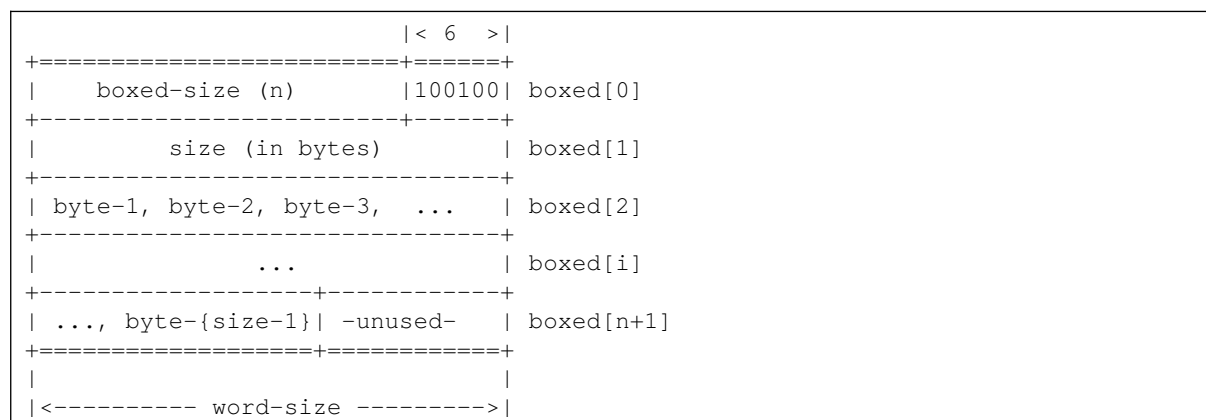 |< 6  >|
+=========================+======+
|    boxed-size (n)       |100100| boxed[0]
+-------------------------+------+
|         size (in bytes)        | boxed[1]
+--------------------------------+
| byte-1, byte-2, byte-3,  ...   | boxed[2]
+--------------------------------+
|               ...              | boxed[i]
+-------------------+------------+
| ..., byte-{size-1}| -unused-   | boxed[n+1]
+===================+============+
|                                |
|<---------- word-size --------->|